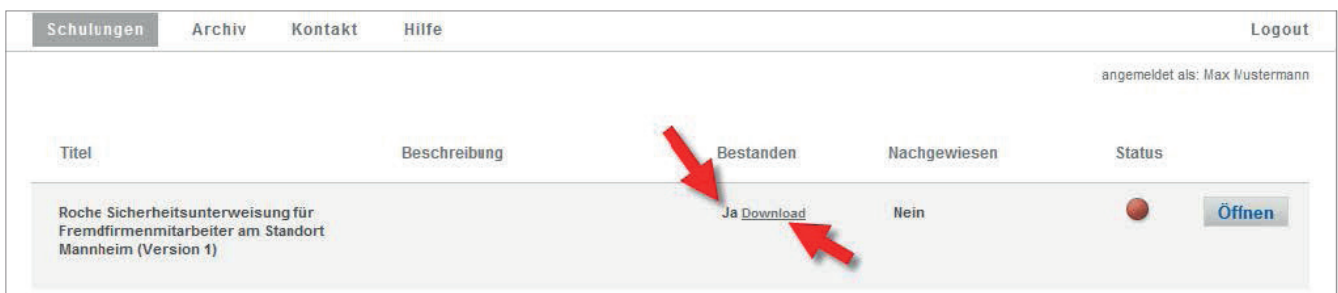 Schulungen Archiv Kontakt Hilfe Logout
angemeldet als: Max Mustermann
Titel Beschreibung Bestanden Nachgewiesen Status
Roche Sicherheitsunterweisung für Ja Download Nein Öffnen
Fremdfirmenmitarbeiter am Standort
Mannheim (Version 1)